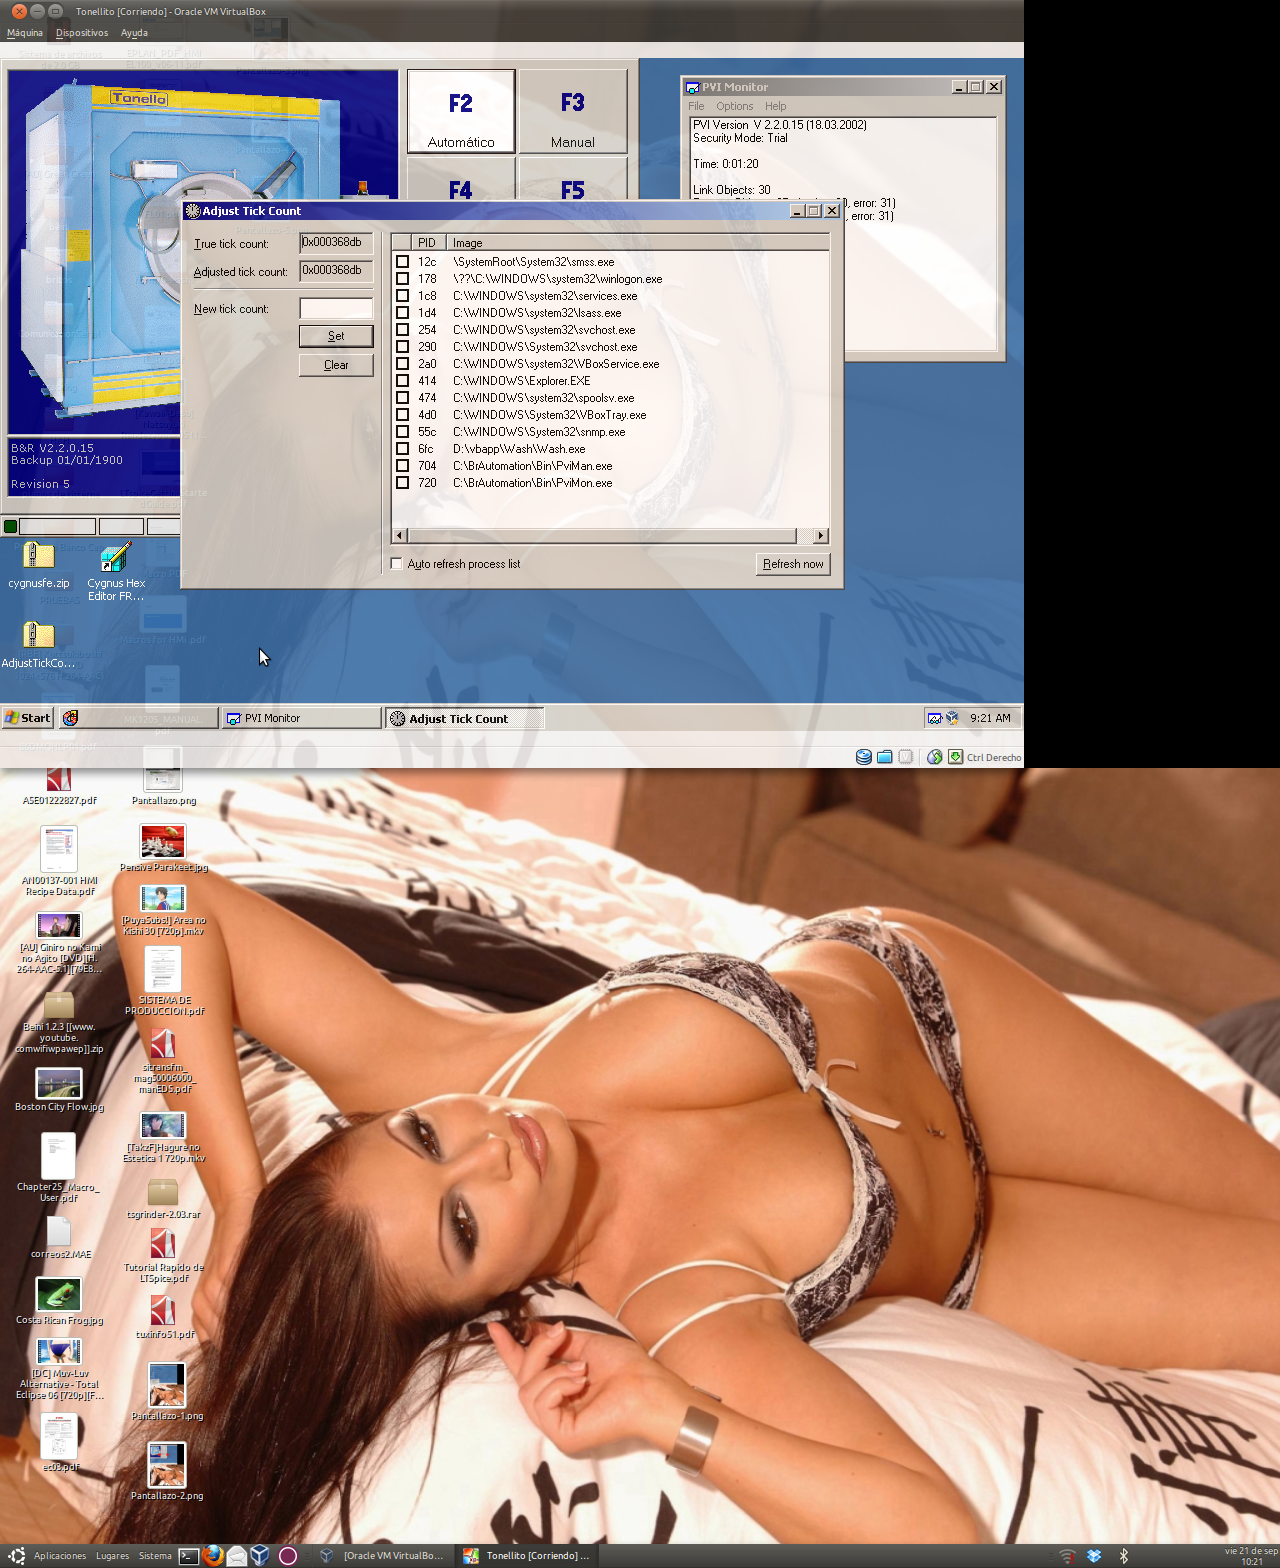 Tonellito [Corriendo] - Oracle VM VirtualBox
Máquina Dispositivos Ayuda
Tonello
F2
Automático
F3
Manual
F4
F5
B&R V2.2.0.15
Backup 01/01/1900
Revision 5
PVI Monitor
File Options Help
PVI Version V 2.2.0.15 (18.03.2002)
Security Mode: Trial
Time: 0:01:20
Link Objects: 30
0, error: 31)
, error: 31)
Adjust Tick Count
True tick count: 0x000368db
Adjusted tick count: 0x000368db
New tick count:
Set
Clear
PID Image
12c \SystemRoot\System32\smss.exe
178 \??\C:\WINDOWS\system32\winlogon.exe
1c8 C:\WINDOWS\system32\services.exe
1d4 C:\WINDOWS\system32\lsass.exe
254 C:\WINDOWS\system32\svchost.exe
290 C:\WINDOWS\System32\svchost.exe
2a0 C:\WINDOWS\system32\VBoxService.exe
414 C:\WINDOWS\Explorer.EXE
474 C:\WINDOWS\system32\spoolsv.exe
4d0 C:\WINDOWS\System32\VBoxTray.exe
55c C:\WINDOWS\System32\snmp.exe
6fc D:\vbapp\Wash\Wash.exe
704 C:\BrAutomation\Bin\PviMan.exe
720 C:\BrAutomation\Bin\PviMon.exe
Auto refresh process list
Refresh now
cygnusfe.zip
Cygnus Hex
Editor FR...
AdjustTickCo...
Start
PVI Monitor
Adjust Tick Count
9:21 AM
Ctrl Derecho
ASE01222827.pdf
Pantallazo.png
AN00137-001 HMI
Recipe Data.pdf
Pensive Parakeet.jpg
[AU] Giniro no Kami
no Agito [DVD][H.
264-AAC-5.1][79E8...
[PuyaSubs!] Area no
Kishi 30 [720p].mkv
Beini 1.2.3 [[www.
youtube.
comwifiwpawep]].zip
SISTEMA DE
PRODUCCION.pdf
Boston City Flow.jpg
sitransfm_
mag50006000_
manEDS.pdf
Chapter25_Macro_
User.pdf
[TakzF]Hagure no
Estetica 1 720p.mkv
correos2.MAE
tsgrinder-2.03.rar
Costa Rican Frog.jpg
Tutorial Rapido de
LTSpice.pdf
[DC] Muv-Luv
Alternative - Total
Eclipse 06 [720p][F...
tuxinfo51.pdf
ec03.pdf
Pantallazo-1.png
Pantallazo-2.png
Aplicaciones Lugares Sistema
[Oracle VM VirtualBo...
Tonellito [Corriendo] ...
vie 21 de sep
10:21